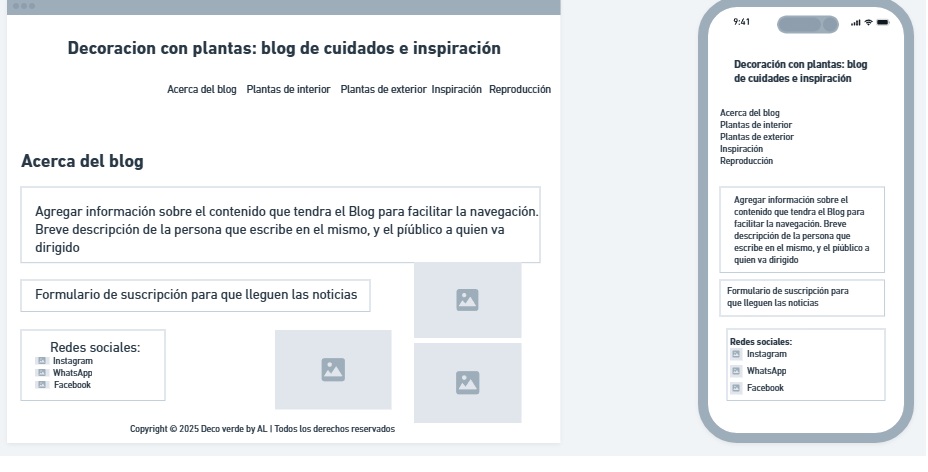 Decoracion con plantas: blog de cuidados e inspiración
Acerca del blog Plantas de interior Plantas de exterior Inspiración Reproducción
Acerca del blog
Agregar información sobre el contenido que tendra el Blog para facilitar la navegación.
Breve descripción de la persona que escribe en el mismo, y el píúblico a quien va
dirigido
Formulario de suscripción para que lleguen las noticias
Redes sociales:
Instagram
WhatsApp
Facebook
Copyright © 2025 Deco verde by AL | Todos los derechos reservados
9:41
Decoración con plantas: blog
de cuidades e inspiración
Acerca del blog
Plantas de interior
Plantas de exterior
Inspiración
Reproducción
Agregar información sobre el
contenido que tendra el Blog para
facilitar la navegación. Breve
descripción de la persona que
escribe en el mismo, y el píúblico a
quien va dirigido
Formulario de suscripción para
que lleguen las noticias
Redes sociales:
Instagram
WhatsApp
Facebook